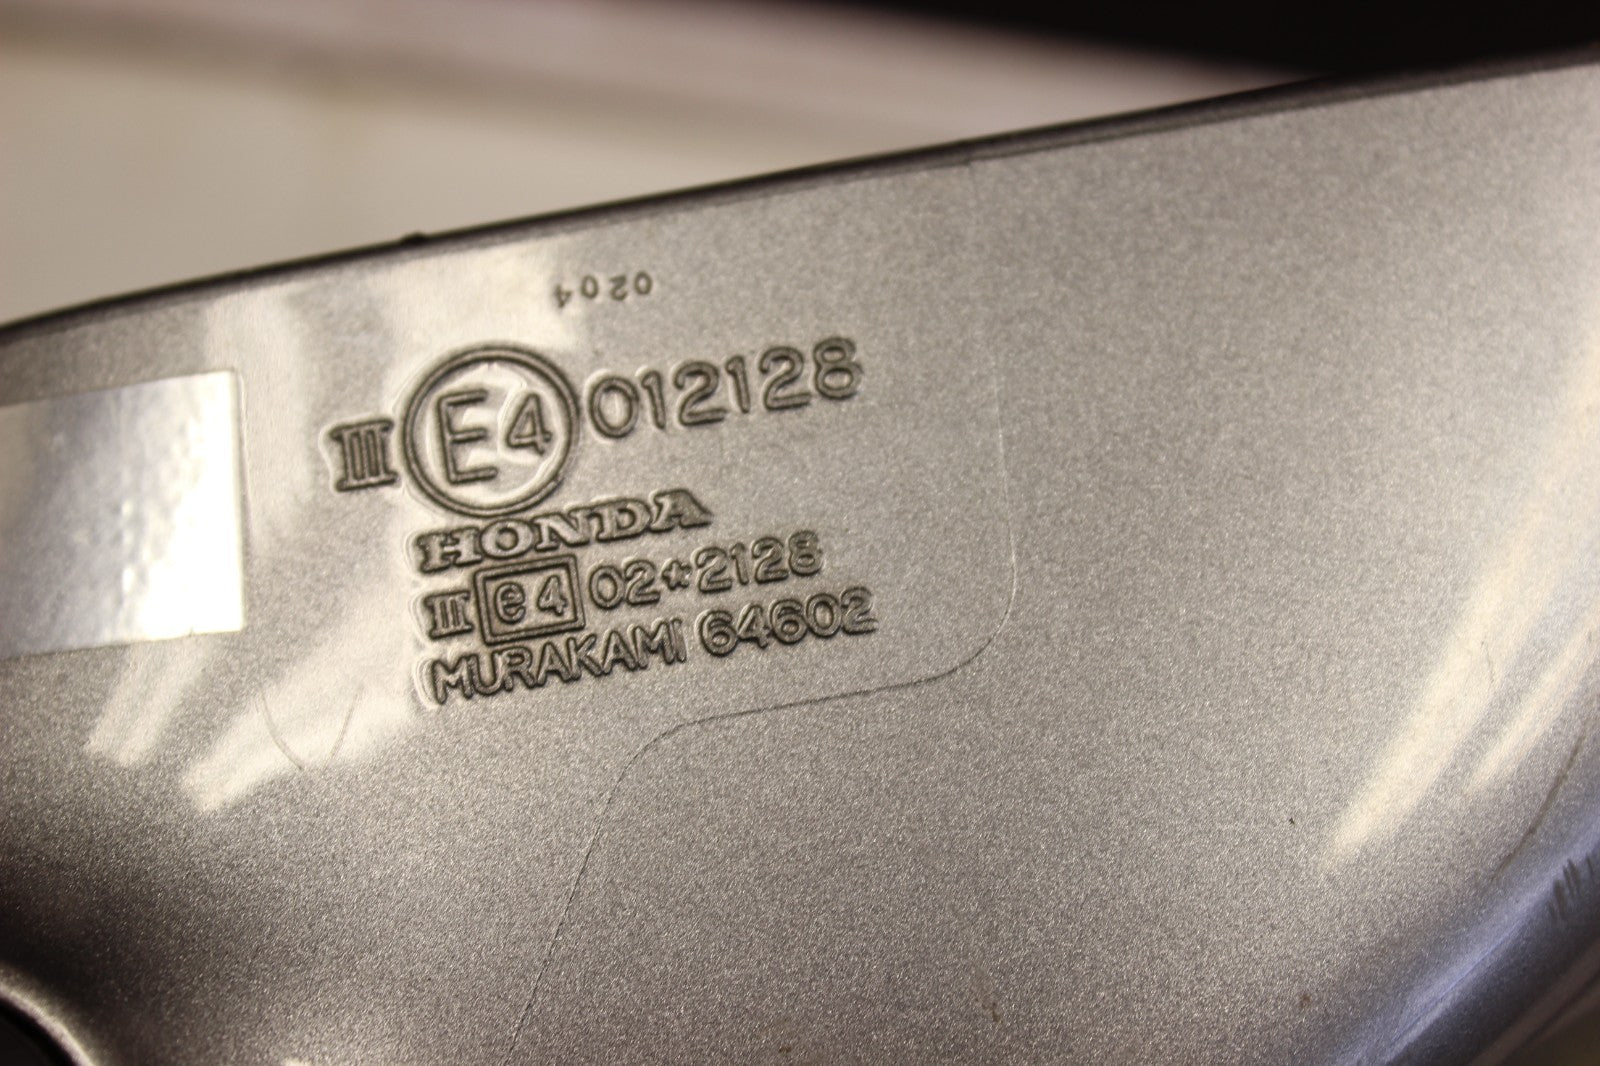 0204
III E4 012128
HONDA
III e4 02*2128
MURAKAMI 64602